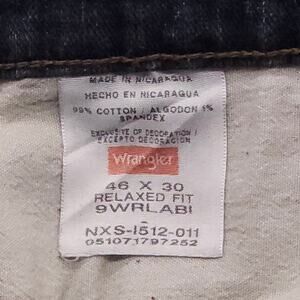 MADE IN NICARAGUA
HECHO EN NICARAGUA
99% COTTON / ALGODON 1%
SPANDEX
EXCLUSIVE OF DECORATION /
EXCEPTO DECORACION
Wrangler
46 X 30
RELAXED FIT
9WRLABI
-
NXS-I512-011
051071797252